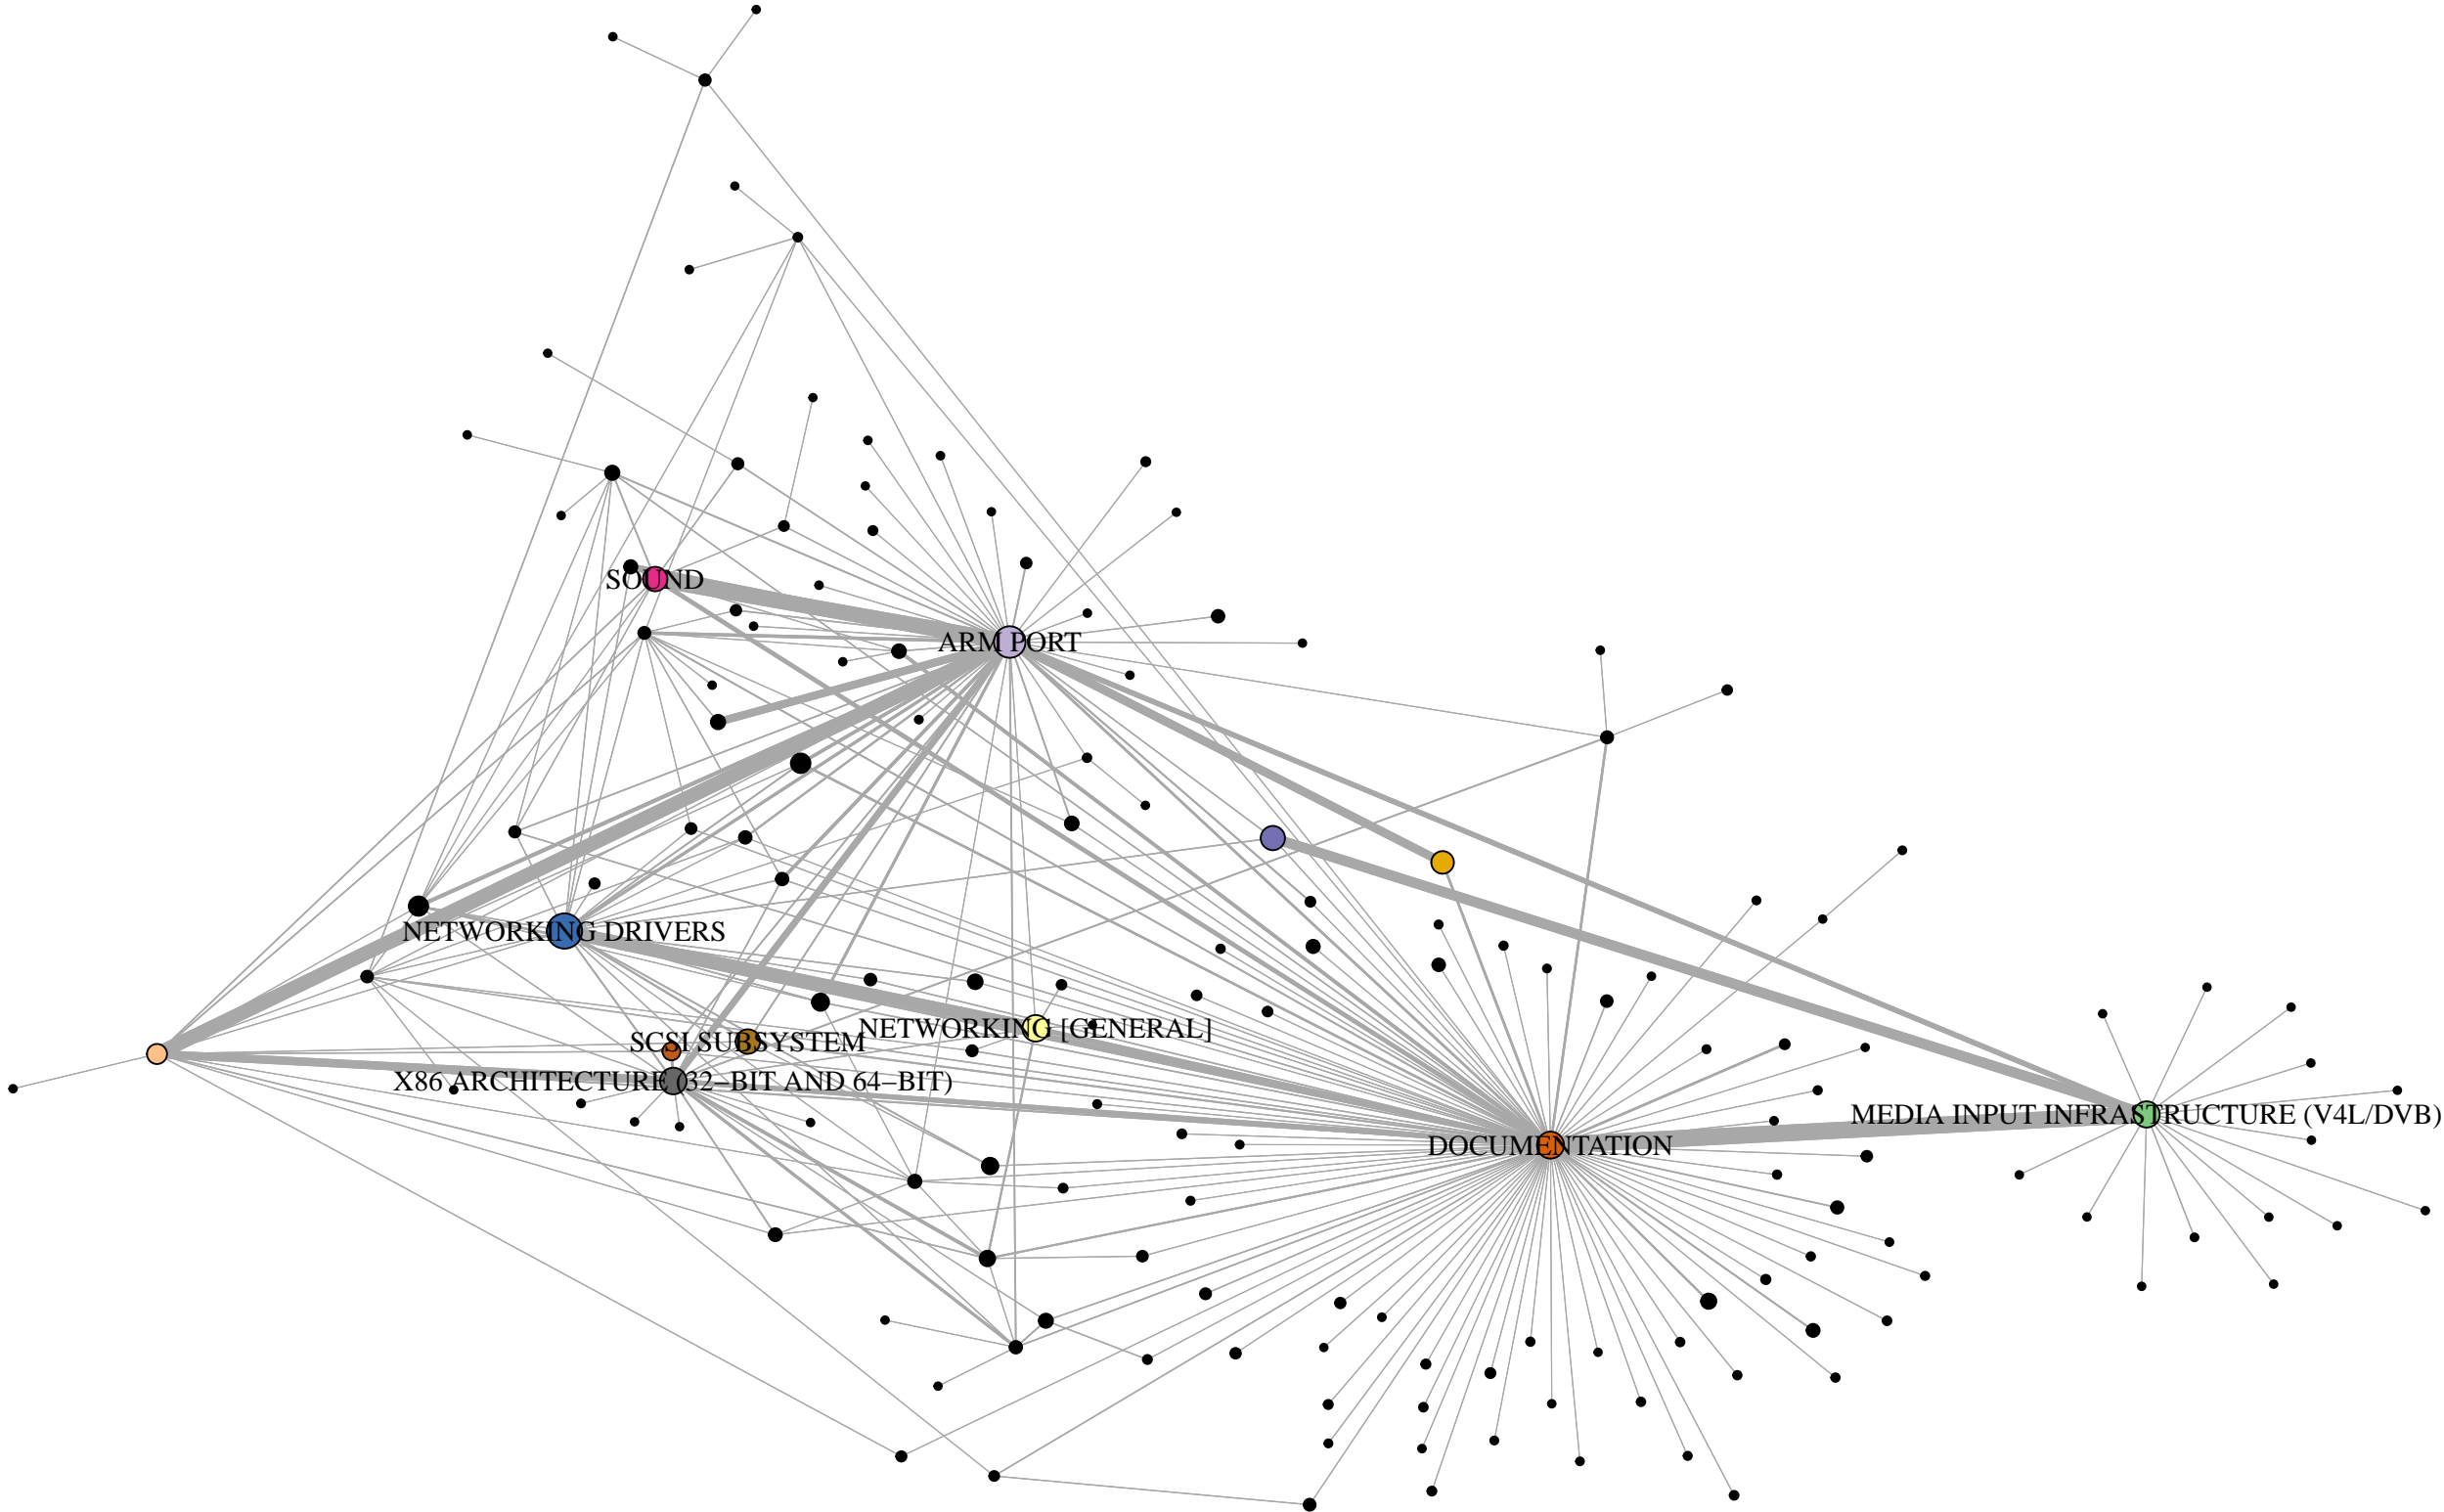 SOUND
ARM PORT
NETWORKING DRIVERS
NETWORKING [GENERAL]
SCSI SUBSYSTEM
X86 ARCHITECTURE (32−BIT AND 64−BIT)
MEDIA INPUT INFRASTRUCTURE (V4L/DVB)
DOCUMENTATION